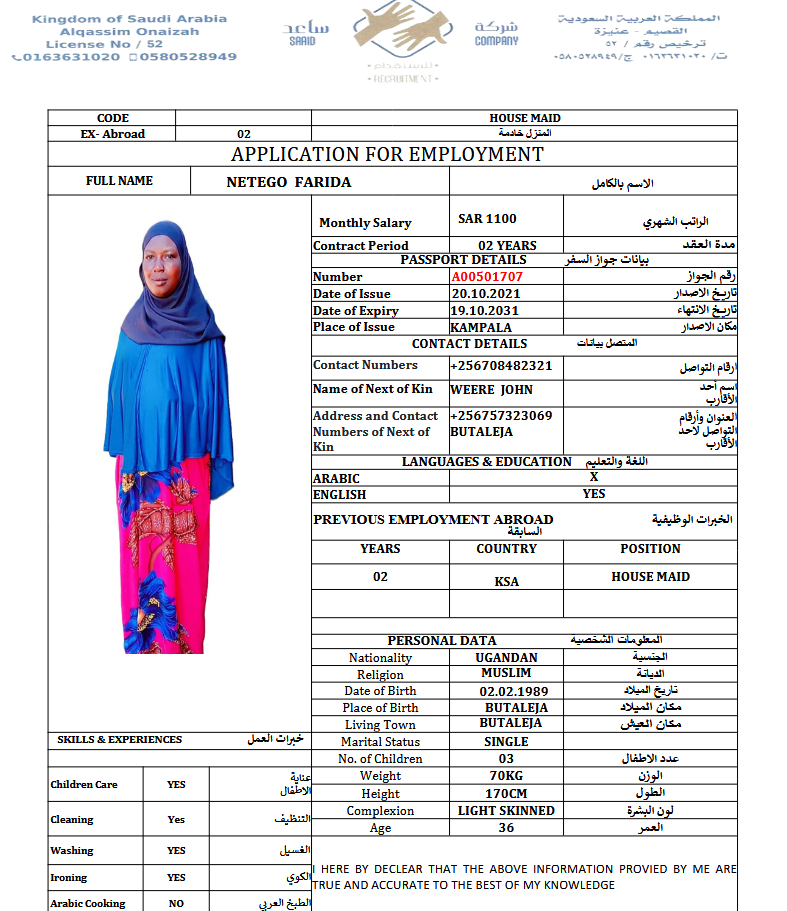 Kingdom of Saudi Arabia
Alqassim Onaizah
License No / 52
0163631020 0580528949
ساعد
SAAID
للاستقدام
• RECRUITMENT •
شركة
COMPANY
المملكة العربية السعودية
القصيم - عنيزة
ترخيص رقم / ٥٢
ت/ ٠١٦٣٦٣١٠٢٠ ج/ ٠٥٨٠٥٢٨٩٤٩
CODE HOUSE MAID
EX- Abroad 02 المنزل خادمة
APPLICATION FOR EMPLOYMENT
FULL NAME NETEGO FARIDA الاسم بالكامل
Monthly Salary SAR 1100 الراتب الشهري
Contract Period 02 YEARS مدة العقد
PASSPORT DETAILS بيانات جواز السفر
Number A00501707 رقم الجواز
Date of Issue 20.10.2021 تاريخ الاصدار
Date of Expiry 19.10.2031 تاريخ الانتهاء
Place of Issue KAMPALA مكان الاصدار
CONTACT DETAILS المتصل بيانات
Contact Numbers +256708482321 ارقام التواصل
Name of Next of Kin WEERE JOHN اسم أحد
الأقارب
Address and Contact +256757323069 العنوان وأرقام
Numbers of Next of BUTALEJA التواصل لاحد
Kin الأقارب
LANGUAGES & EDUCATION اللغة والتعليم
ARABIC X
ENGLISH YES
PREVIOUS EMPLOYMENT ABROAD الخبرات الوظيفية
السابقة
YEARS COUNTRY POSITION
02 KSA HOUSE MAID
PERSONAL DATA المعلومات الشخصية
Nationality UGANDAN الجنسية
Religion MUSLIM الديانة
Date of Birth 02.02.1989 تاريخ الميلاد
Place of Birth BUTALEJA مكان الميلاد
Living Town BUTALEJA مكان العيش
Marital Status SINGLE
No. of Children 03 عدد الاطفال
Weight 70KG الوزن
Height 170CM الطول
Complexion LIGHT SKINNED لون البشرة
Age 36 العمر
SKILLS & EXPERIENCES خبرات العمل
Children Care YES عناية
الاطفال
Cleaning Yes التنظيف
Washing YES الغسيل
Ironing YES الكوي
Arabic Cooking NO الطبخ العربي
I HERE BY DECLEAR THAT THE ABOVE INFORMATION PROVIED BY ME ARE
TRUE AND ACCURATE TO THE BEST OF MY KNOWLEDGE